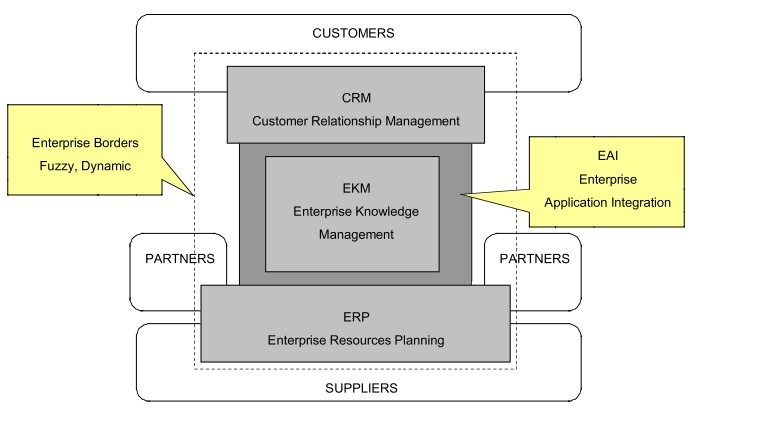 CUSTOMERS
CRM
Customer Relationship Management
Enterprise Borders
Fuzzy, Dynamic
EAI
Enterprise
Application Integration
EKM
Enterprise Knowledge
Management
PARTNERS
PARTNERS
ERP
Enterprise Resources Planning
SUPPLIERS